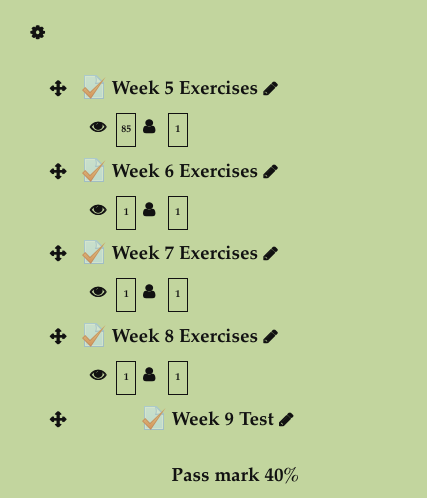 Week 5 Exercises
85 1
Week 6 Exercises
1 1
Week 7 Exercises
1 1
Week 8 Exercises
1 1
Week 9 Test
Pass mark 40%